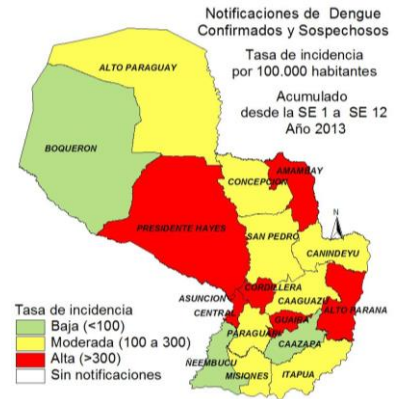 Notificaciones de Dengue
Confirmados y Sospechosos
Tasa de incidencia
por 100.000 habitantes
Acumulado
desde la SE 1 a SE 12
Año 2013
ALTO PARAGUAY
BOQUERON
AMAMBAY
CONCEPCION
PRESIDENTE HAYES
N
SAN PEDRO
CANINDEYU
CORDILLERA
ASUNCION
CAAGUAZU
CENTRAL
ALTO PARANA
GUAIRA
PARAGUARI
CAAZAPA
ÑEEMBUCU
MISIONES
ITAPUA
Tasa de incidencia
Baja (<100)
Moderada (100 a 300)
Alta (>300)
Sin notificaciones